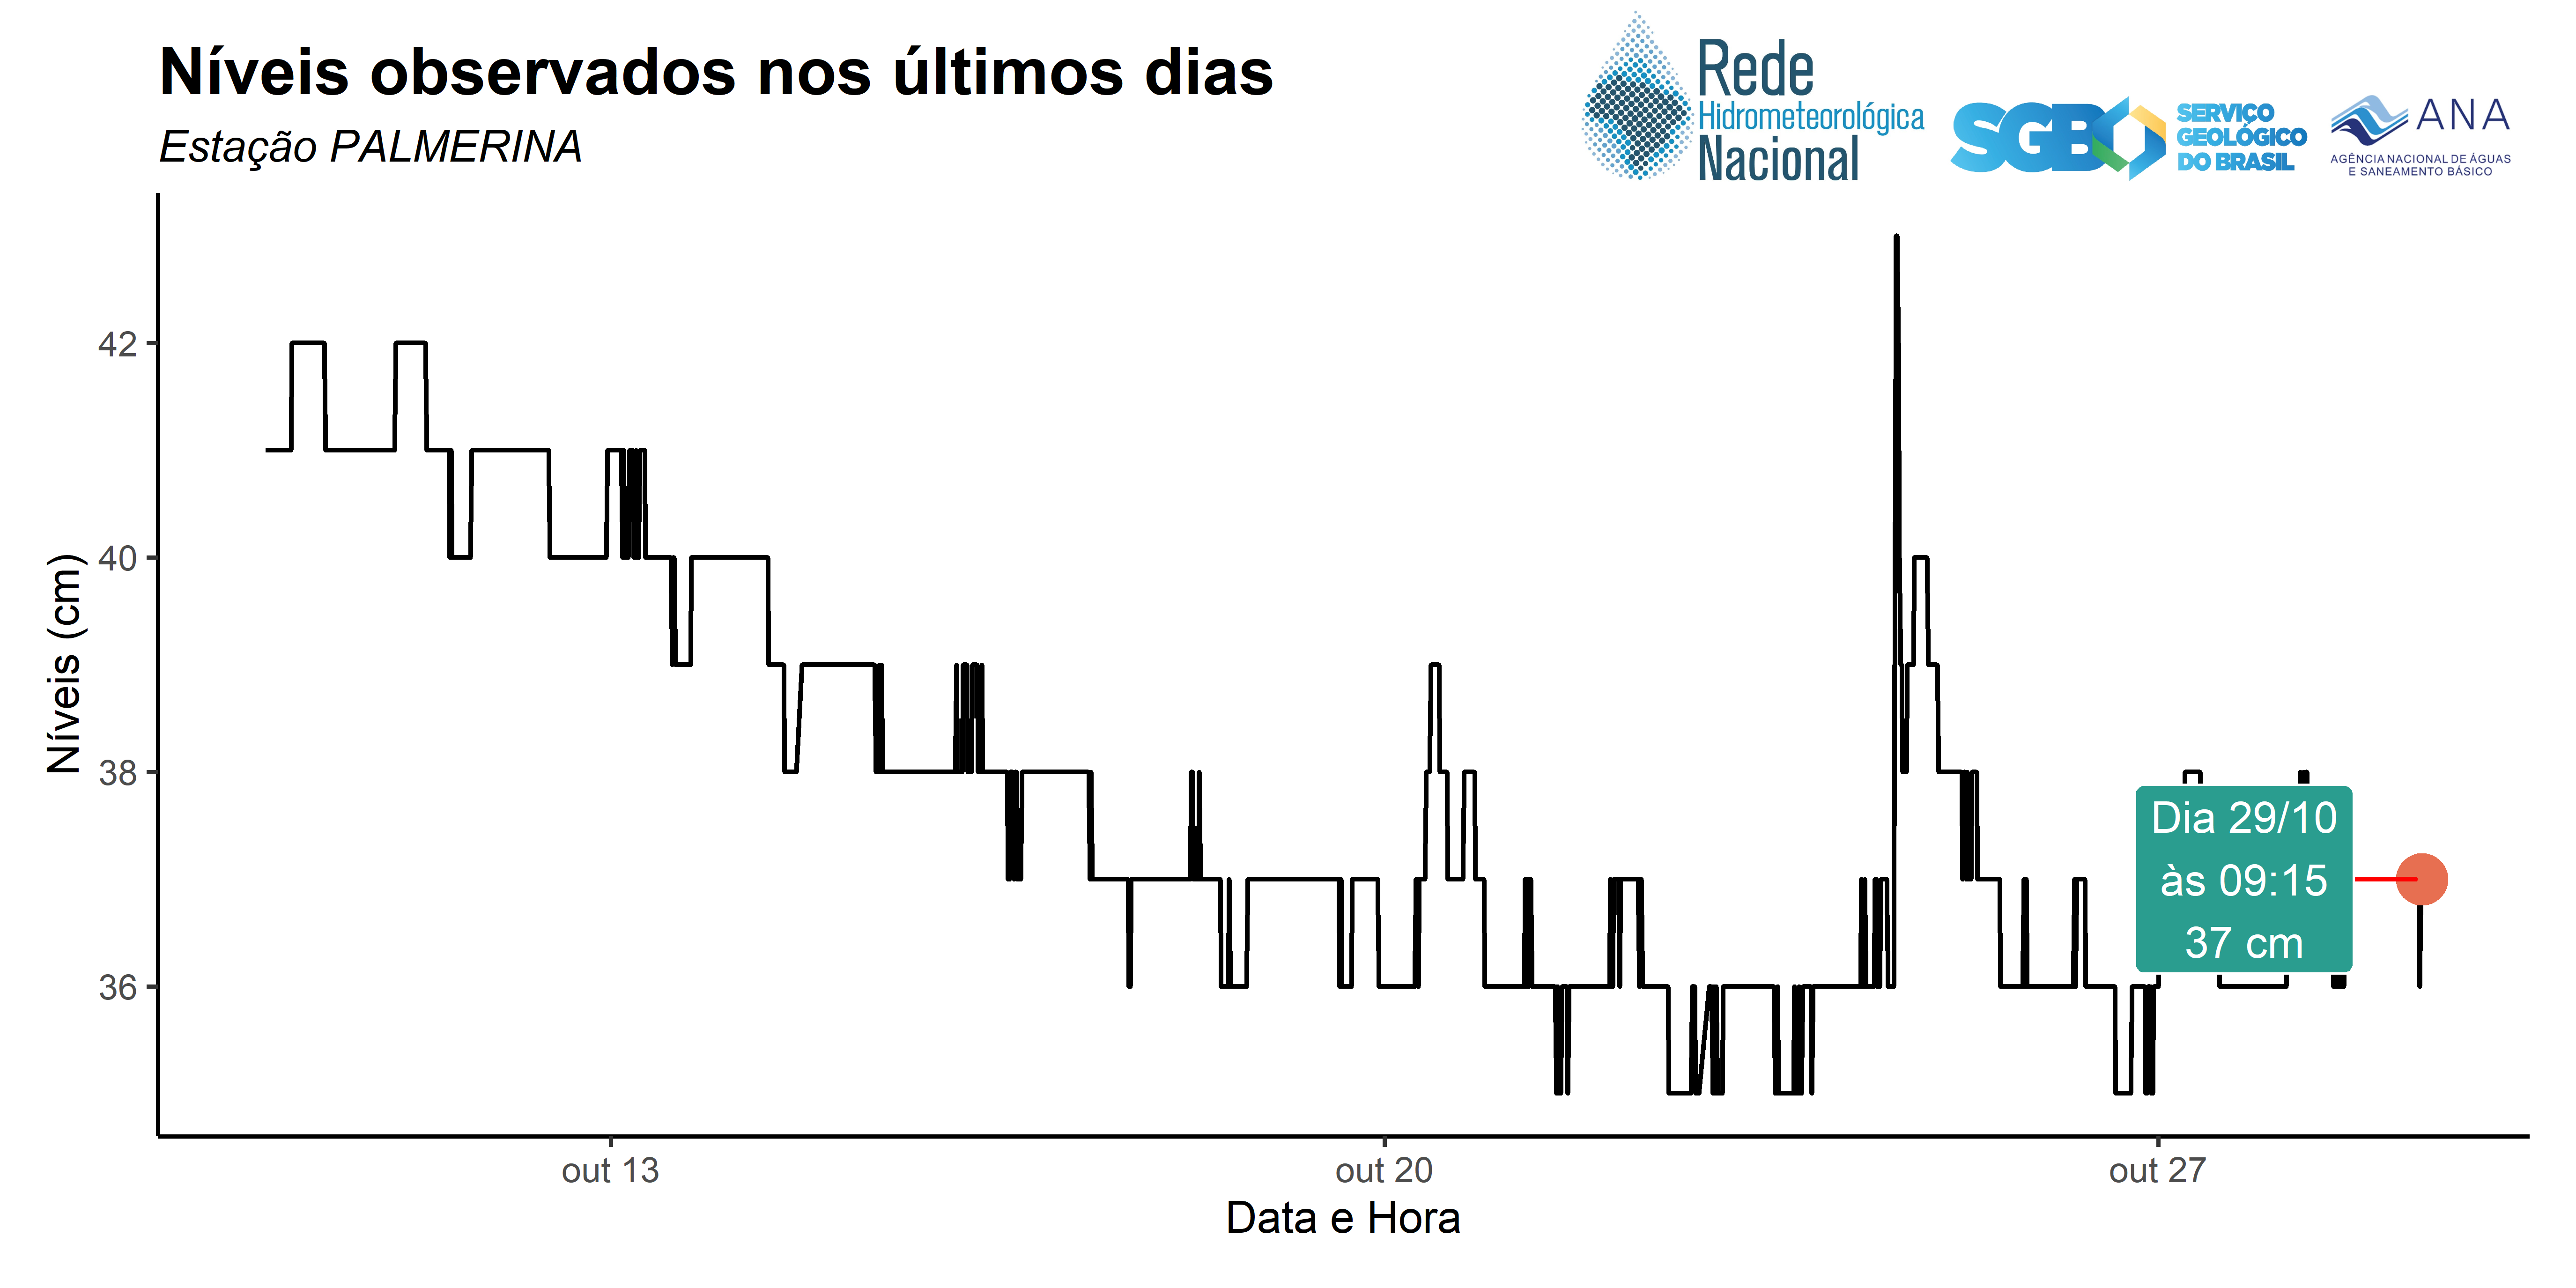 Níveis observados nos últimos dias
Estação PALMERINA
Rede
Hidrometeorológica
Nacional
SGB
SERVIÇO
GEOLÓGICO
DO BRASIL
ANA
AGÊNCIA NACIONAL DE ÁGUAS
E SANEAMENTO BÁSICO
Níveis (cm)
42
40
38
36
Dia 29/10
às 09:15
37 cm
out 13
out 20
out 27
Data e Hora